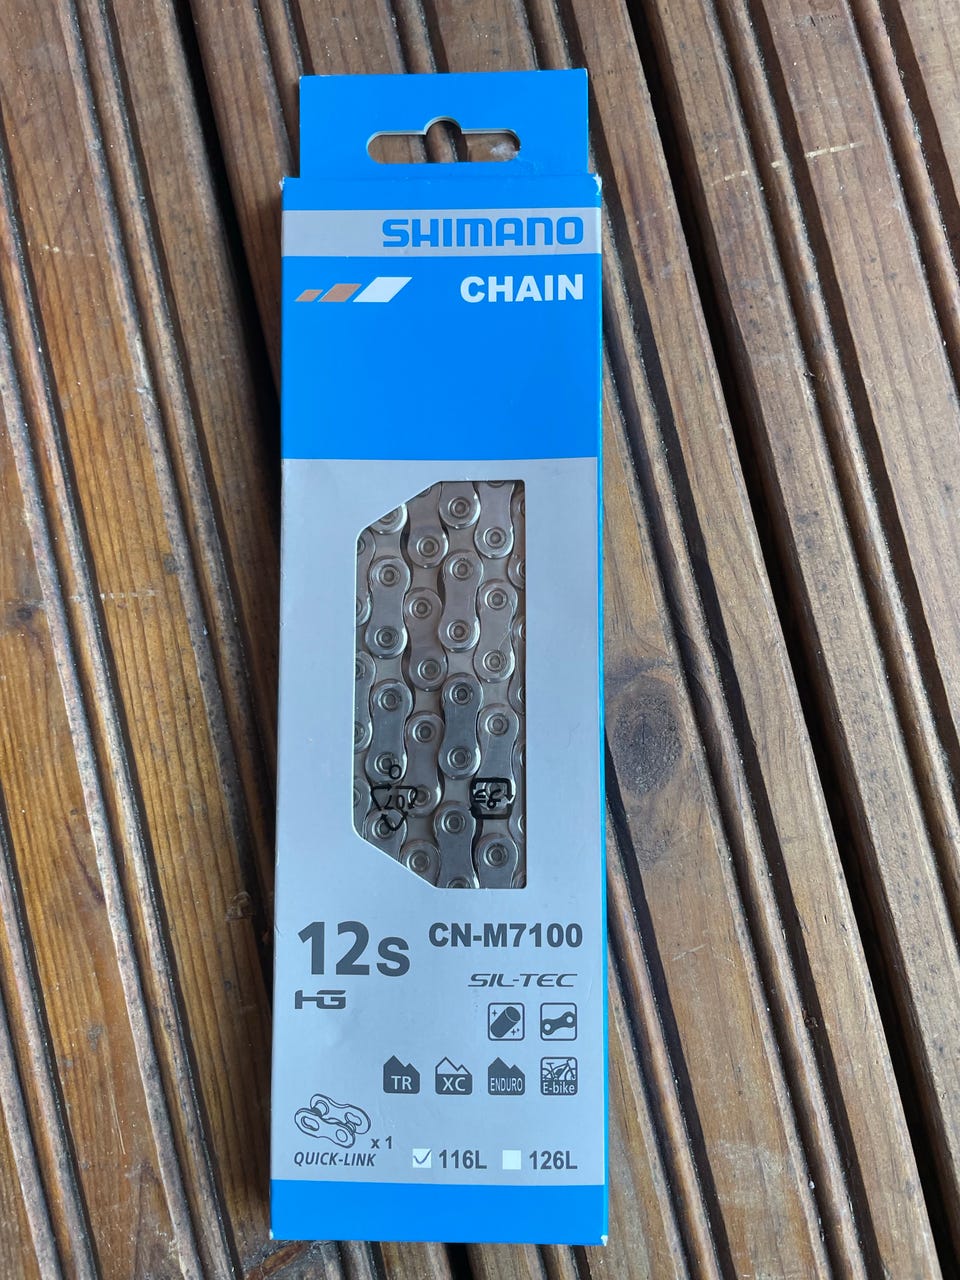 SHIMANO
CHAIN
12s
CN-M7100
HG
SIL-TEC
TR
XC
ENDURO
E-bike
x 1
QUICK-LINK
116L
126L